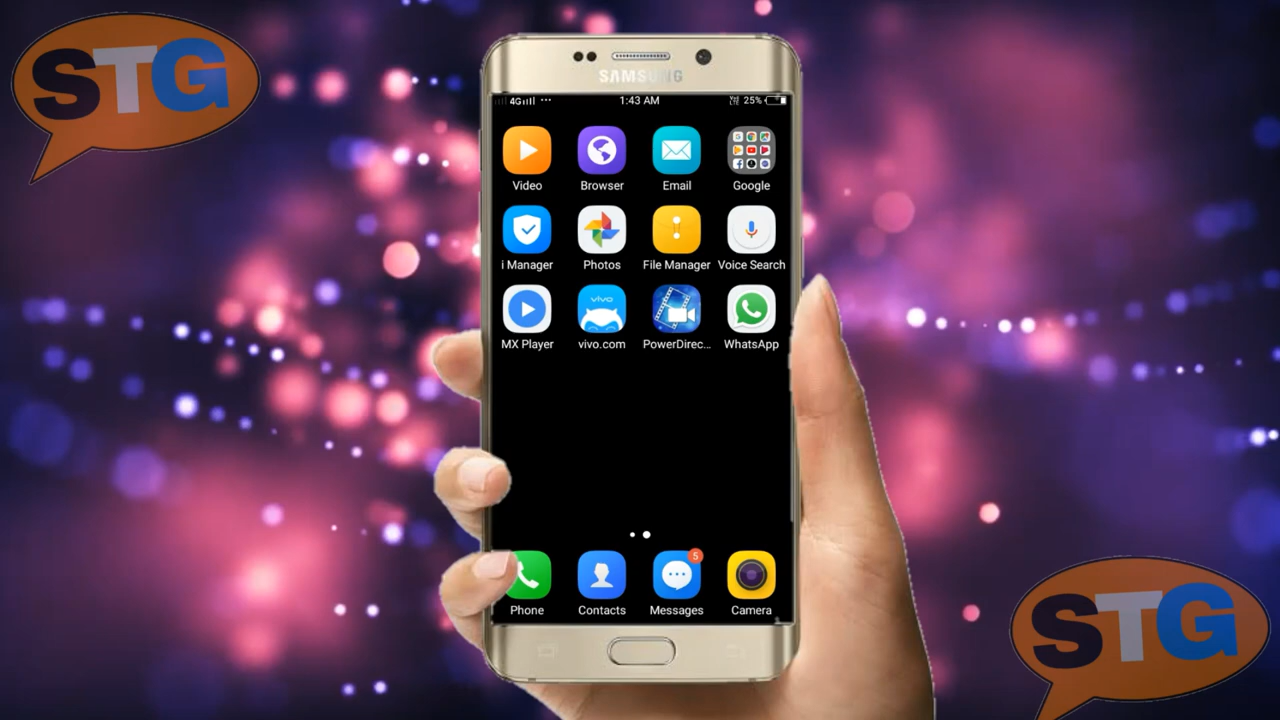 STG
SAMSUNG
4G
1:43 AM
25%
Video
Browser
Email
Google
i Manager
Photos
File Manager
Voice Search
vivo
MX Player
vivo.com
PowerDirec...
WhatsApp
5
Phone
Contacts
Messages
Camera
STG